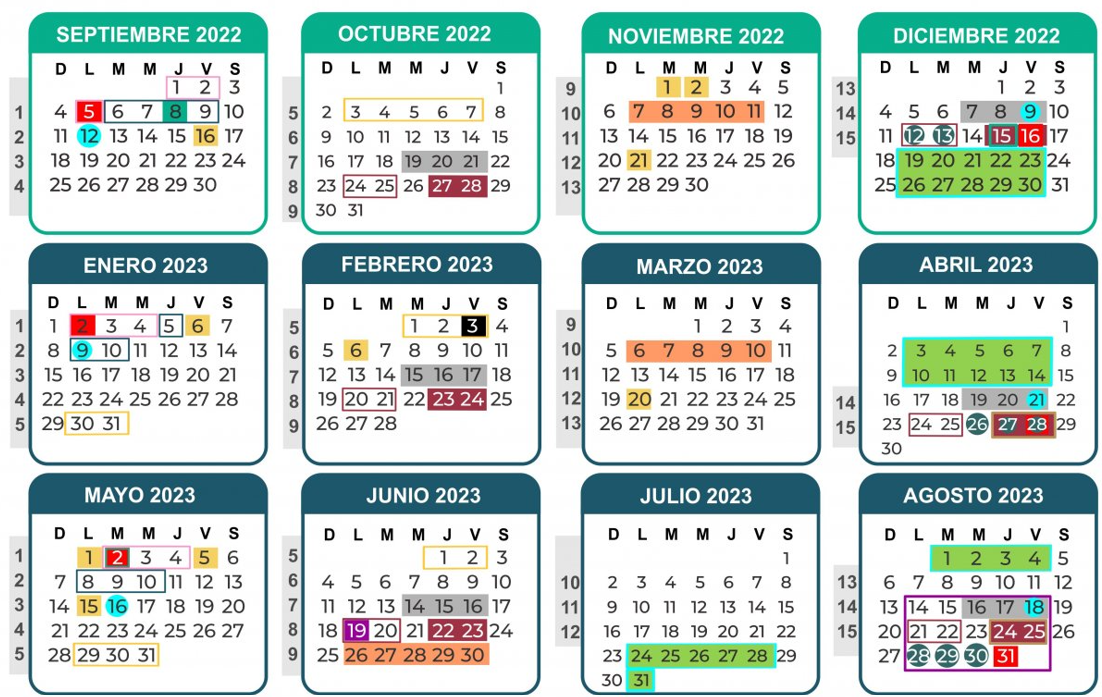 SEPTIEMBRE 2022
D L M M J V S
1 2 3
1 4 5 6 7 8 9 10
2 11 12 13 14 15 16 17
3 18 19 20 21 22 23 24
4 25 26 27 28 29 30
OCTUBRE 2022
D L M M J V S
1
5 2 3 4 5 6 7 8
6 9 10 11 12 13 14 15
7 16 17 18 19 20 21 22
8 23 24 25 26 27 28 29
9 30 31
NOVIEMBRE 2022
D L M M J V S
9 1 2 3 4 5
10 6 7 8 9 10 11 12
11 13 14 15 16 17 18 19
12 20 21 22 23 24 25 26
13 27 28 29 30
DICIEMBRE 2022
D L M M J V S
13 1 2 3
14 4 5 6 7 8 9 10
15 11 12 13 14 15 16 17
18 19 20 21 22 23 24
25 26 27 28 29 30 31
ENERO 2023
D L M M J V S
1 1 2 3 4 5 6 7
2 8 9 10 11 12 13 14
3 15 16 17 18 19 20 21
4 22 23 24 25 26 27 28
5 29 30 31
FEBRERO 2023
D L M M J V S
5 1 2 3 4
6 5 6 7 8 9 10 11
7 12 13 14 15 16 17 18
8 19 20 21 22 23 24 25
9 26 27 28
MARZO 2023
D L M M J V S
9 1 2 3 4
10 5 6 7 8 9 10 11
11 12 13 14 15 16 17 18
12 19 20 21 22 23 24 25
13 26 27 28 29 30 31
ABRIL 2023
D L M M J V S
1
2 3 4 5 6 7 8
9 10 11 12 13 14 15
14 16 17 18 19 20 21 22
15 23 24 25 26 27 28 29
30
MAYO 2023
D L M M J V S
1 1 2 3 4 5 6
2 7 8 9 10 11 12 13
3 14 15 16 17 18 19 20
4 21 22 23 24 25 26 27
5 28 29 30 31
JUNIO 2023
D L M M J V S
5 1 2 3
6 4 5 6 7 8 9 10
7 11 12 13 14 15 16 17
8 18 19 20 21 22 23 24
9 25 26 27 28 29 30
JULIO 2023
D L M M J V S
1
10 2 3 4 5 6 7 8
11 9 10 11 12 13 14 15
12 16 17 18 19 20 21 22
23 24 25 26 27 28 29
30 31
AGOSTO 2023
D L M M J V S
1 2 3 4 5
13 6 7 8 9 10 11 12
14 13 14 15 16 17 18 19
15 20 21 22 23 24 25 26
27 28 29 30 31